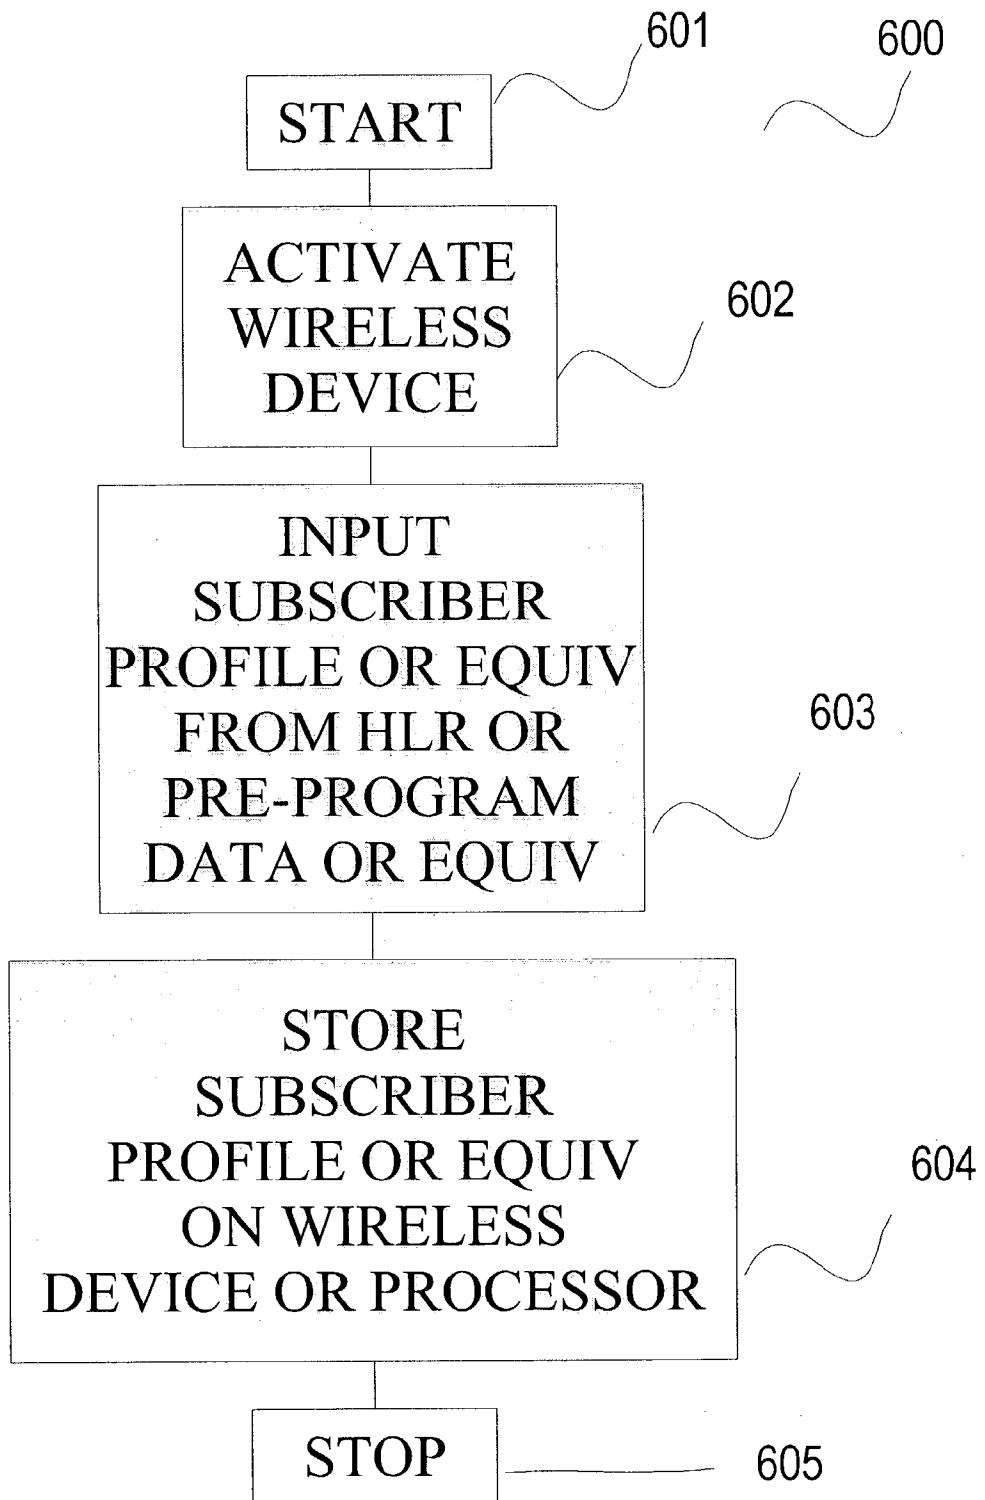 601
600
START
ACTIVATE
WIRELESS
DEVICE
602
INPUT
SUBSCRIBER
PROFILE OR EQUIV
FROM HLR OR
PRE-PROGRAM
DATA OR EQUIV
603
STORE
SUBSCRIBER
PROFILE OR EQUIV
ON WIRELESS
DEVICE OR PROCESSOR
604
STOP
605